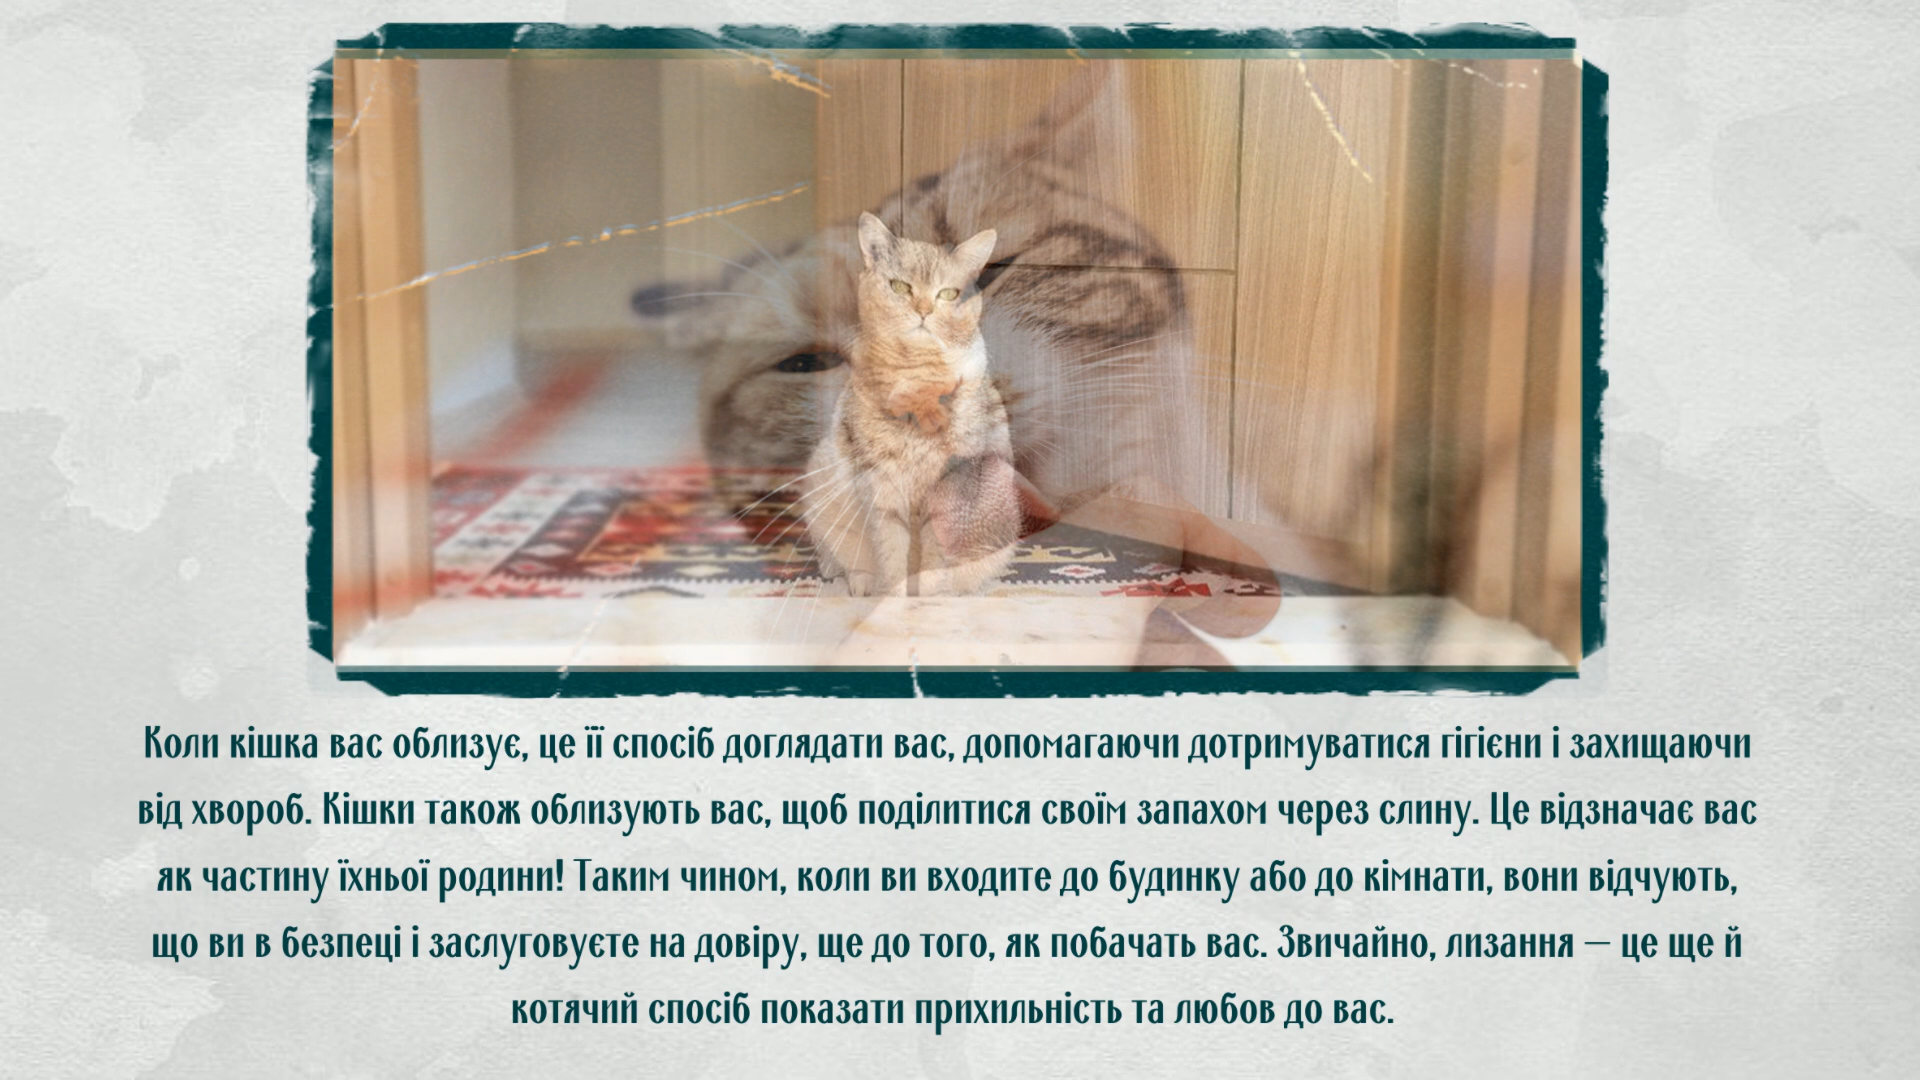 Коли кішка вас облизує, це її спосіб доглядати вас, допомагаючи дотримуватися гігієни і захищаючи
від хвороб. Кішки також облизують вас, щоб поділитися своїм запахом через слину. Це відзначає вас
як частину їхньої родини! Таким чином, коли ви входите до будинку або до кімнати, вони відчують,
що ви в безпеці і заслуговуєте на довіру, ще до того, як побачать вас. Звичайно, лизання — це ще й
котячий спосіб показати прихильність та любов до вас.